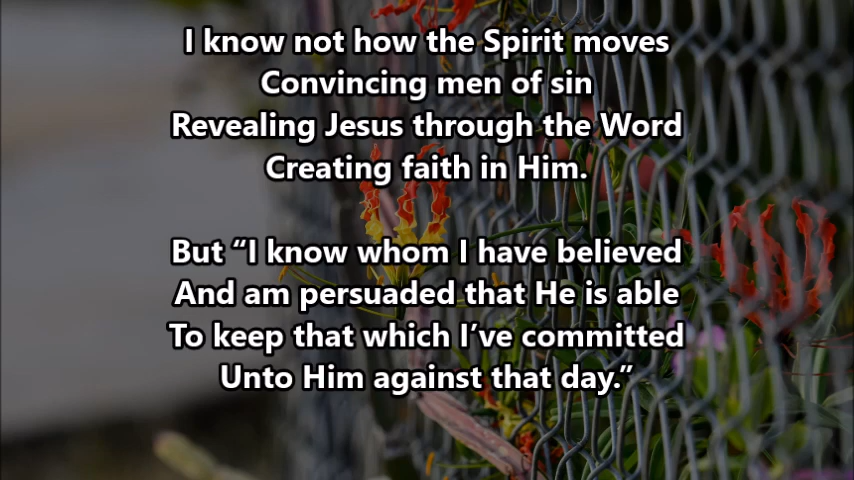 I know not how the Spirit moves
Convincing men of sin
Revealing Jesus through the Word
Creating faith in Him.
But “I know whom I have believed
And am persuaded that He is able
To keep that which I’ve committed
Unto Him against that day.”